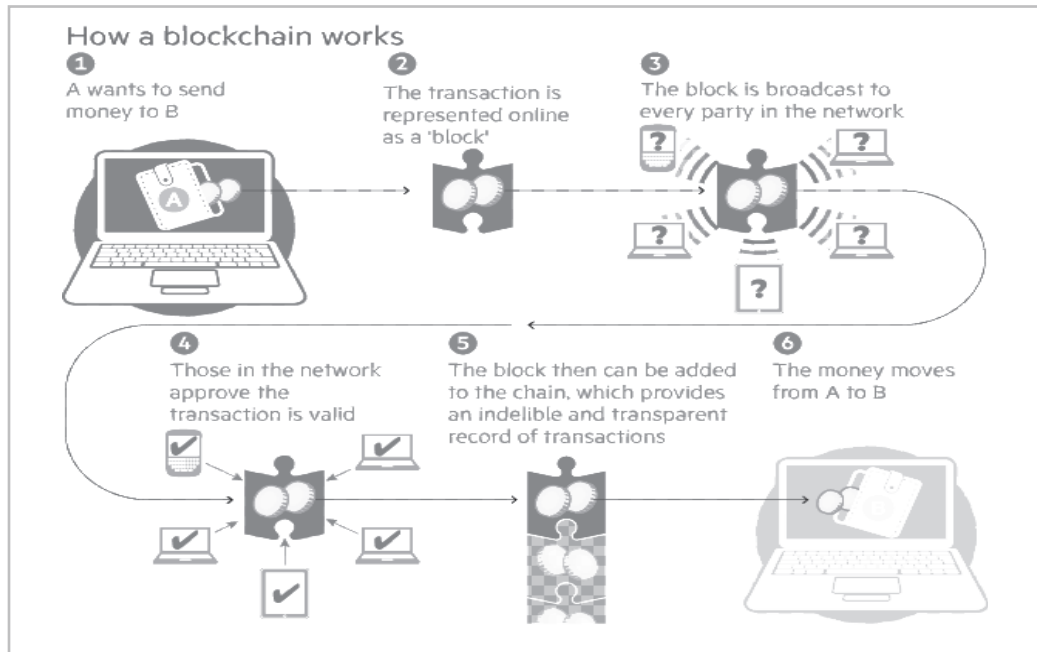 How a blockchain works
1
A wants to send
money to B
2
The transaction is
represented online
as a 'block'
3
The block is broadcast to
every party in the network
A
?
?
?
?
?
4
Those in the network
approve the
transaction is valid
5
The block then can be added
to the chain, which provides
an indelible and transparent
record of transactions
6
The money moves
from A to B
B